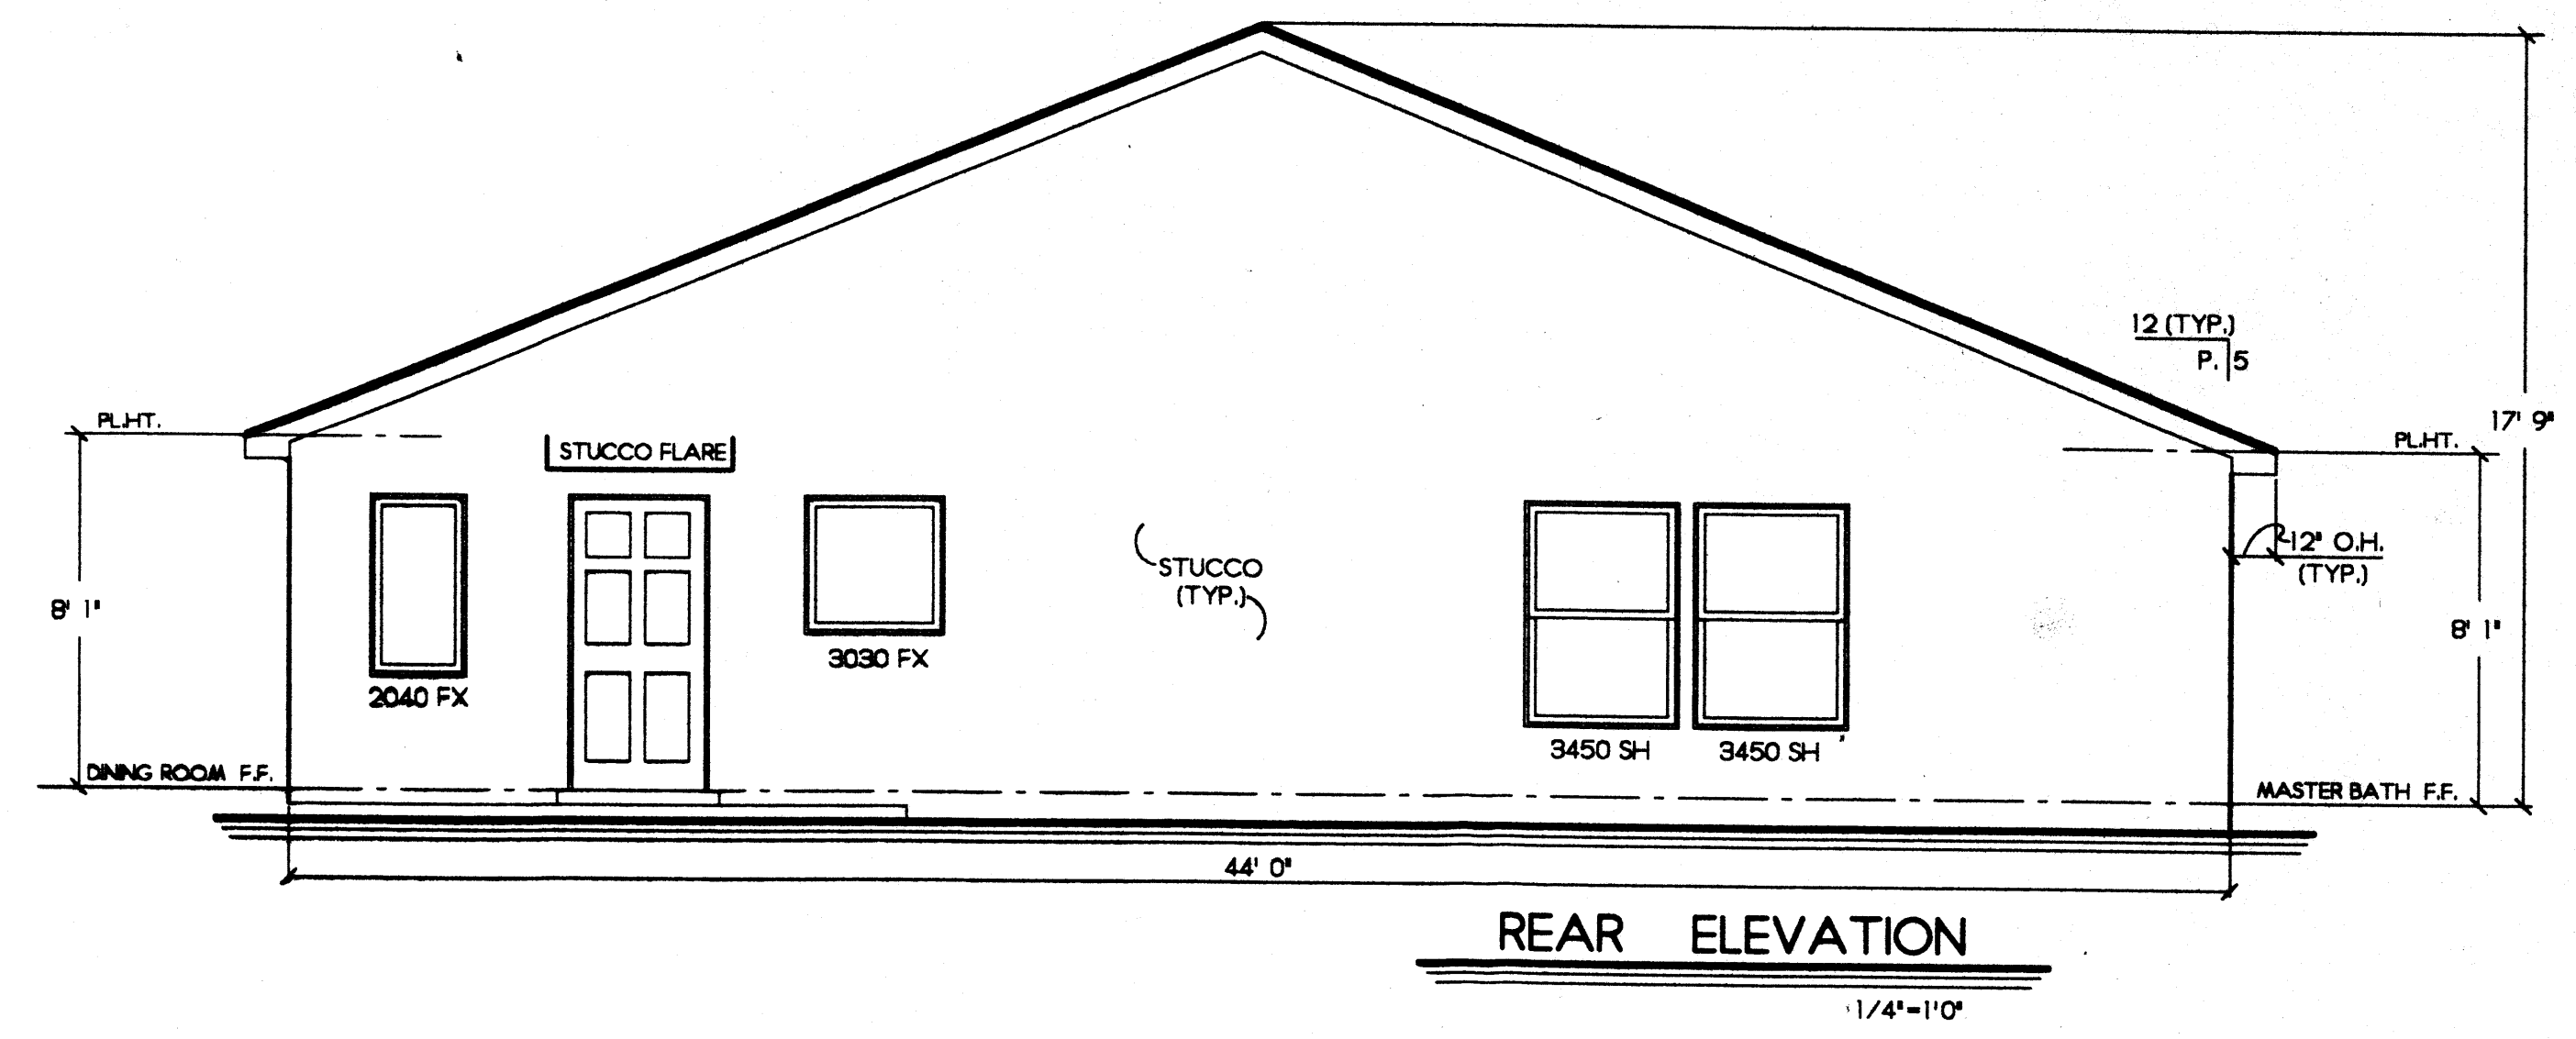 12 (TYP.)
P. 5
17' 9"
PL.HT.
PL.HT.
STUCCO FLARE
12" O.H.
(TYP.)
STUCCO
(TYP.)
8' 1"
8' 1"
3030 FX
2040 FX
3450 SH
3450 SH
DINING ROOM F.F.
MASTER BATH F.F.
44' 0"
REAR ELEVATION
1/4"=1'0"